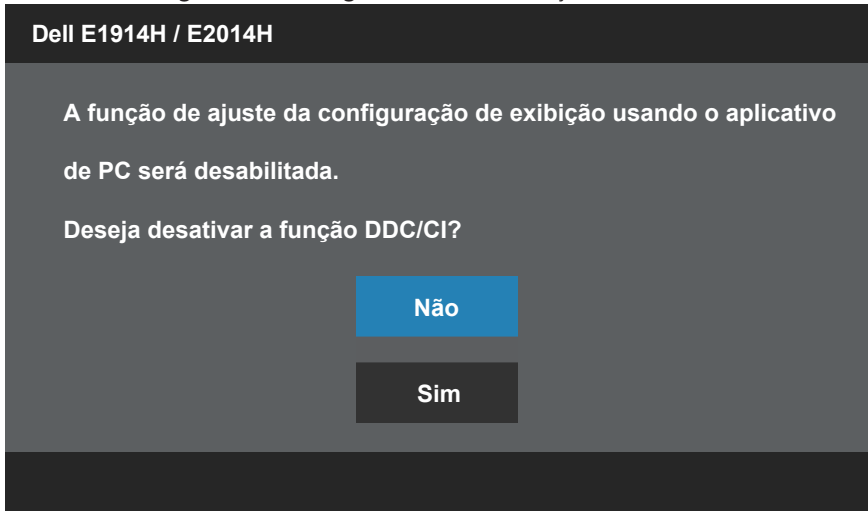 Dell E1914H / E2014H
A função de ajuste da configuração de exibição usando o aplicativo
de PC será desabilitada.
Deseja desativar a função DDC/CI?
Não
Sim